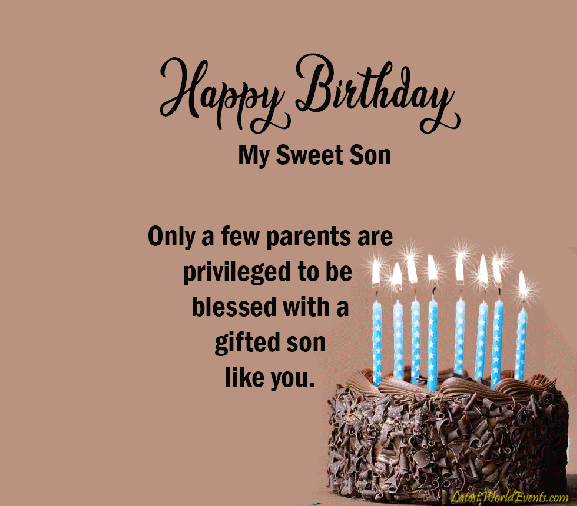 Happy Birthday
My Sweet Son
Only a few parents are
privileged to be
blessed with a
gifted son
like you.
LatestWorldEvents.com